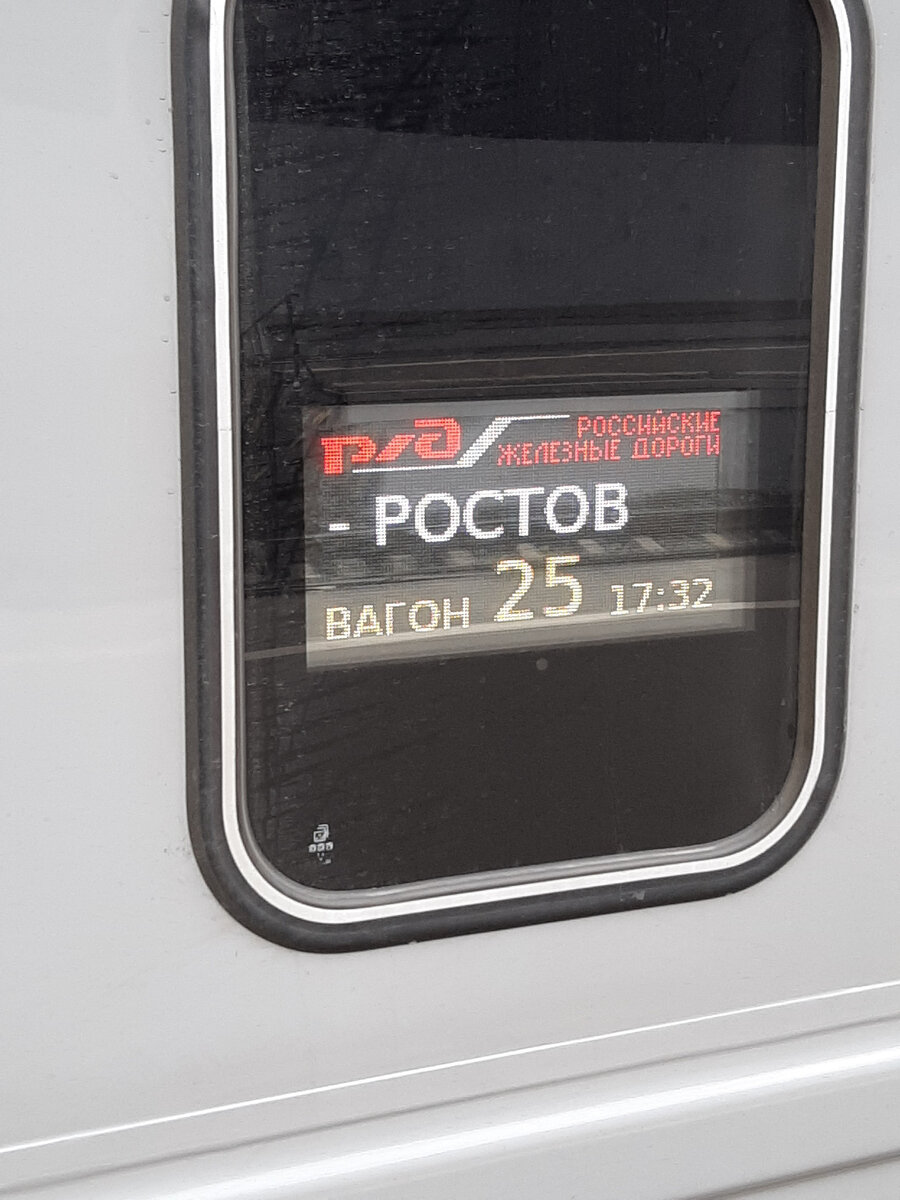 РЖД РОССИЙСКИЕ
ЖЕЛЕЗНЫЕ ДОРОГИ
- РОСТОВ
ВАГОН 25 17:32